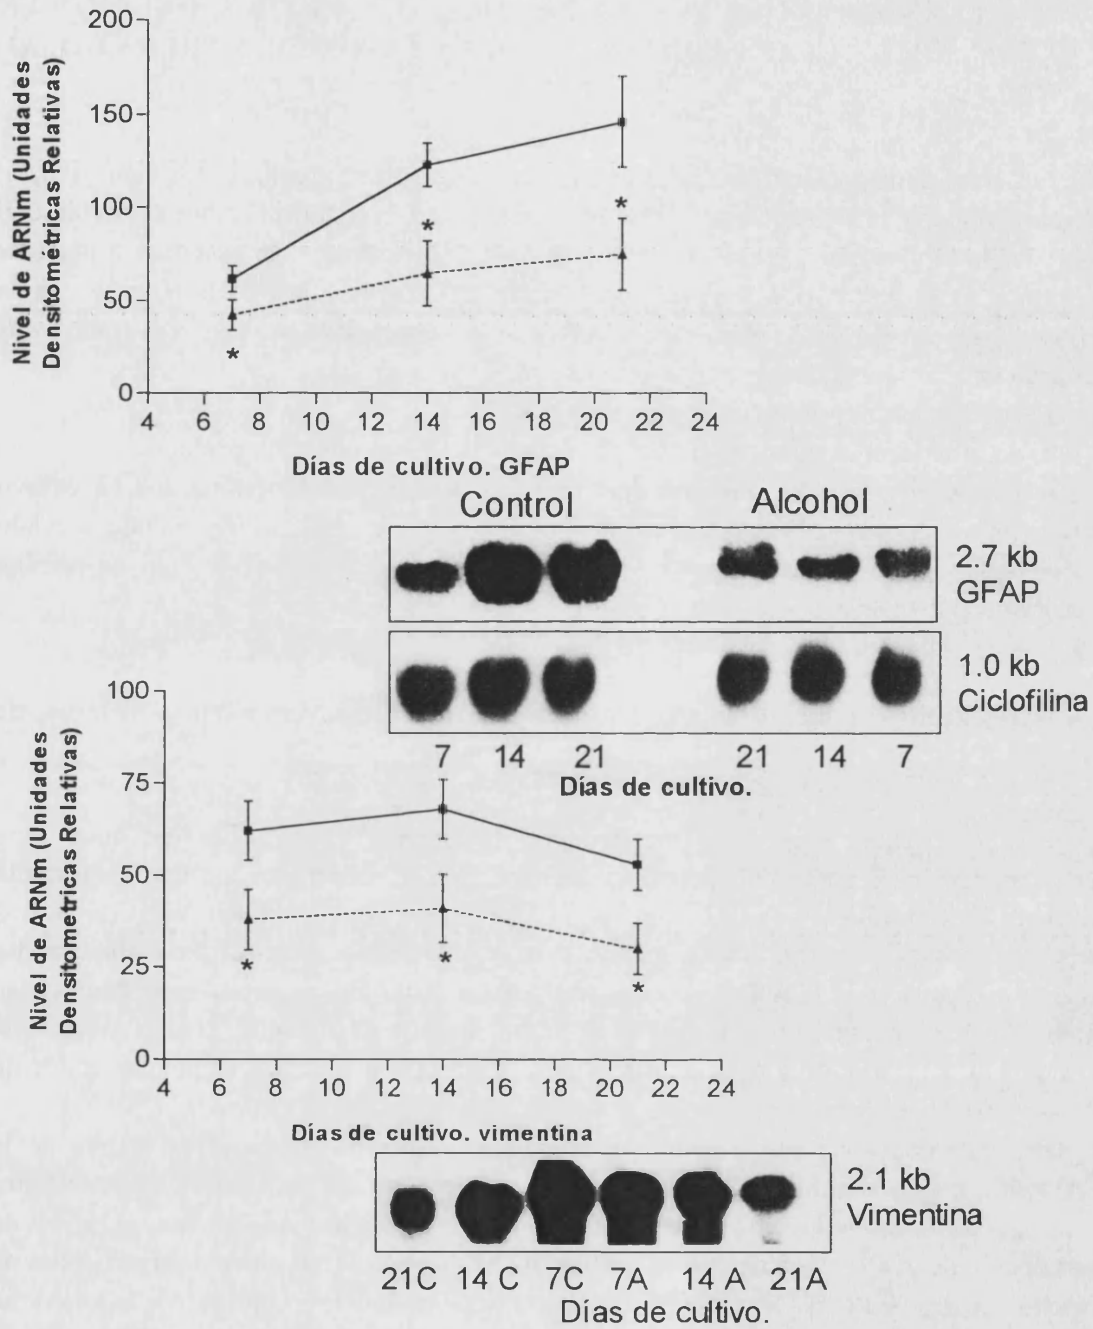 Nivel de ARNm (Unidades
Densitometricas Relativas)
200
150
100
50
0
*
*
*
4 6 8 10 12 14 16 18 20 22 24
Días de cultivo. GFAP
Control Alcohol
2.7 kb
GFAP
1.0 kb
Ciclofilina
7 14 21 21 14 7
Días de cultivo.
Nivel de ARNm (Unidades
Densitometricas Relativas)
100
75
50
25
0
*
*
*
4 6 8 10 12 14 16 18 20 22 24
Días de cultivo. vimentina
2.1 kb
Vimentina
21C 14 C 7C 7A 14 A 21A
Días de cultivo.